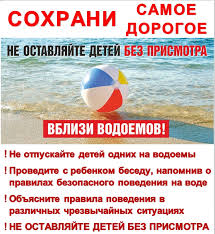 СОХРАНИ САМОЕ ДОРОГОЕ
НЕ ОСТАВЛЯЙТЕ ДЕТЕЙ БЕЗ ПРИСМОТРА
ВБЛИЗИ ВОДОЕМОВ!
! Не отпускайте детей одних на водоемы
! Проведите с ребенком беседу, напомнив о
правилах безопасного поведения на воде
! Объясните правила поведения в
различных чрезвычайных ситуациях
! НЕ ОСТАВЛЯЙТЕ ДЕТЕЙ БЕЗ ПРИСМОТРА